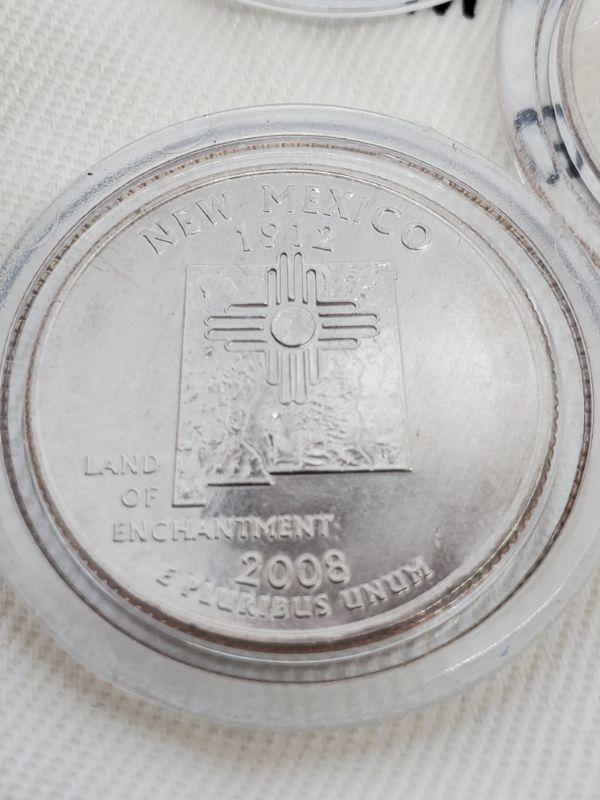 NEW MEXICO
1912
LAND
OF
ENCHANTMENT
2008
E PLURIBUS UNUM